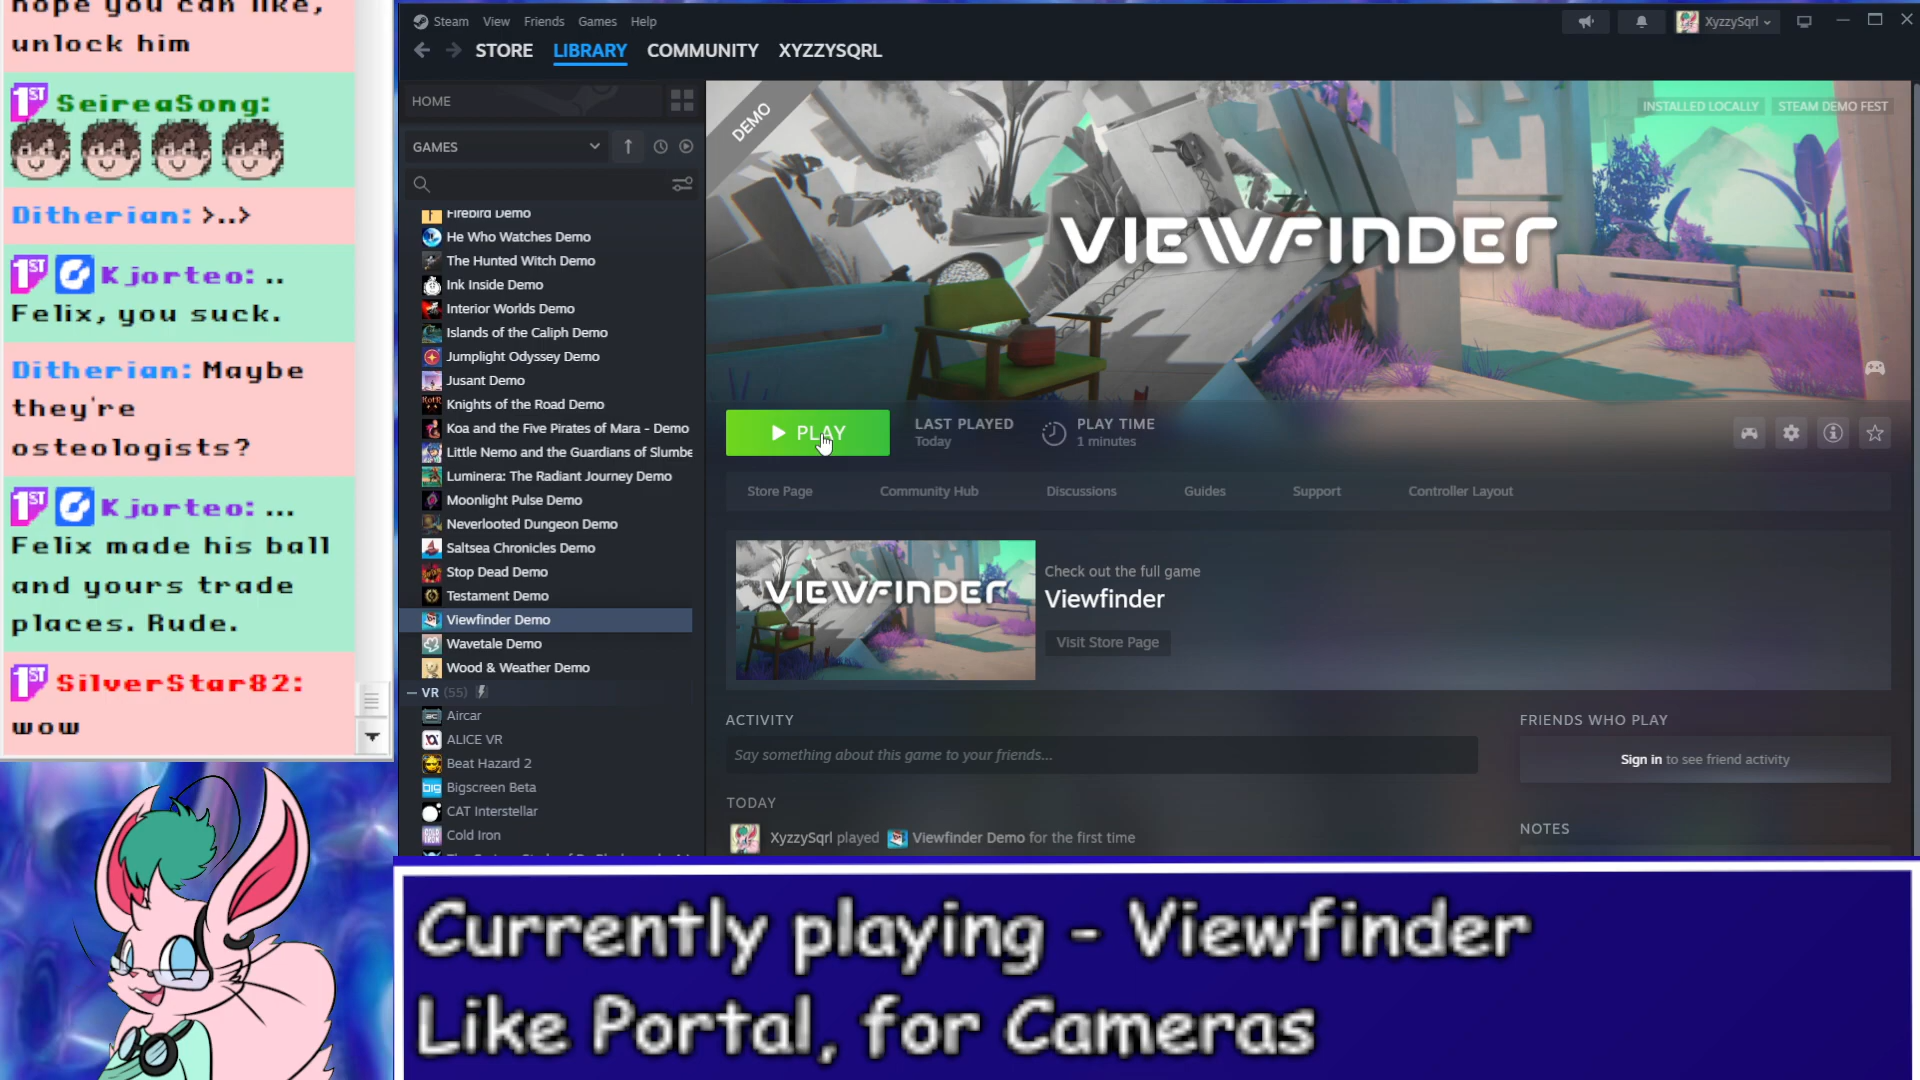 hope you can like,
unlock him
1ST SeireaSong:
Ditherian: >..>
1ST Kjorteo: ..
Felix, you suck.
Ditherian: Maybe
they're
osteologists?
1ST Kjorteo: ...
Felix made his ball
and yours trade
places. Rude.
1ST SilverStar82:
wow
Steam View Friends Games Help
XyzzySqrl
STORE LIBRARY COMMUNITY XYZZYSQRL
HOME
GAMES
Firebird Demo
He Who Watches Demo
The Hunted Witch Demo
Ink Inside Demo
Interior Worlds Demo
Islands of the Caliph Demo
Jumplight Odyssey Demo
Jusant Demo
Knights of the Road Demo
Koa and the Five Pirates of Mara - Demo
Little Nemo and the Guardians of Slumbe
Luminera: The Radiant Journey Demo
Moonlight Pulse Demo
Neverlooted Dungeon Demo
Saltsea Chronicles Demo
Stop Dead Demo
Testament Demo
Viewfinder Demo
Wavetale Demo
Wood & Weather Demo
VR (55)
Aircar
ALICE VR
Beat Hazard 2
Bigscreen Beta
CAT Interstellar
Cold Iron
DEMO
INSTALLED LOCALLY STEAM DEMO FEST
VIEWFINDER
PLAY
LAST PLAYED
Today
PLAY TIME
1 minutes
Store Page Community Hub Discussions Guides Support Controller Layout
VIEWFINDER
Check out the full game
Viewfinder
Visit Store Page
ACTIVITY
Say something about this game to your friends...
TODAY
XyzzySqrl played Viewfinder Demo for the first time
FRIENDS WHO PLAY
Sign in to see friend activity
NOTES
Currently playing - Viewfinder
Like Portal, for Cameras